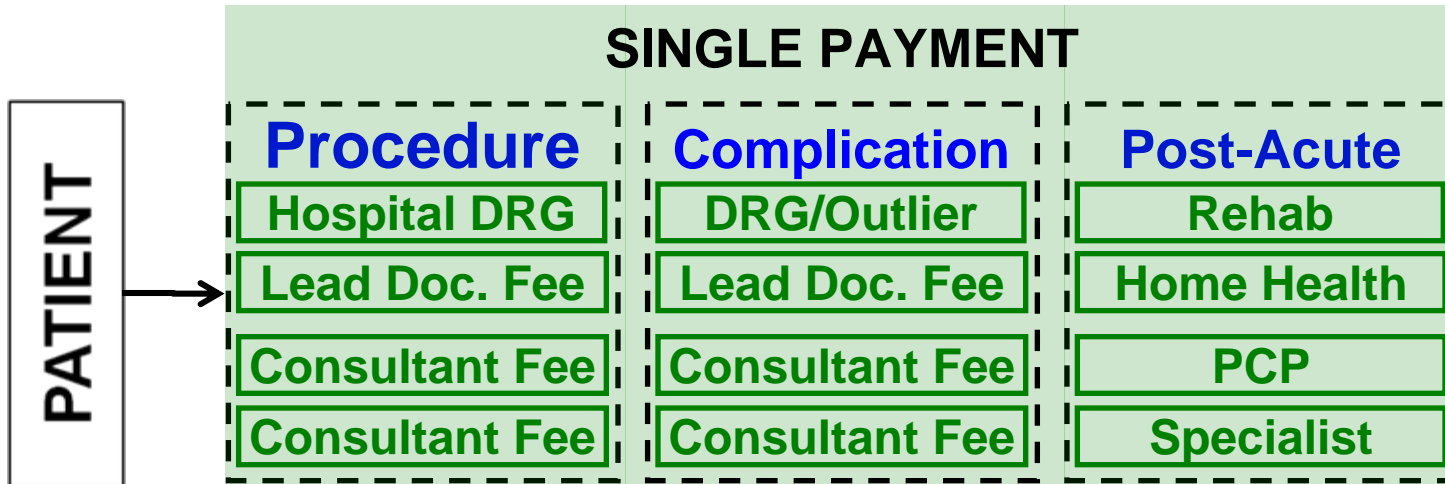 SINGLE PAYMENT
PATIENT
Procedure
Hospital DRG
Lead Doc. Fee
Consultant Fee
Consultant Fee
Complication
DRG/Outlier
Lead Doc. Fee
Consultant Fee
Consultant Fee
Post-Acute
Rehab
Home Health
PCP
Specialist